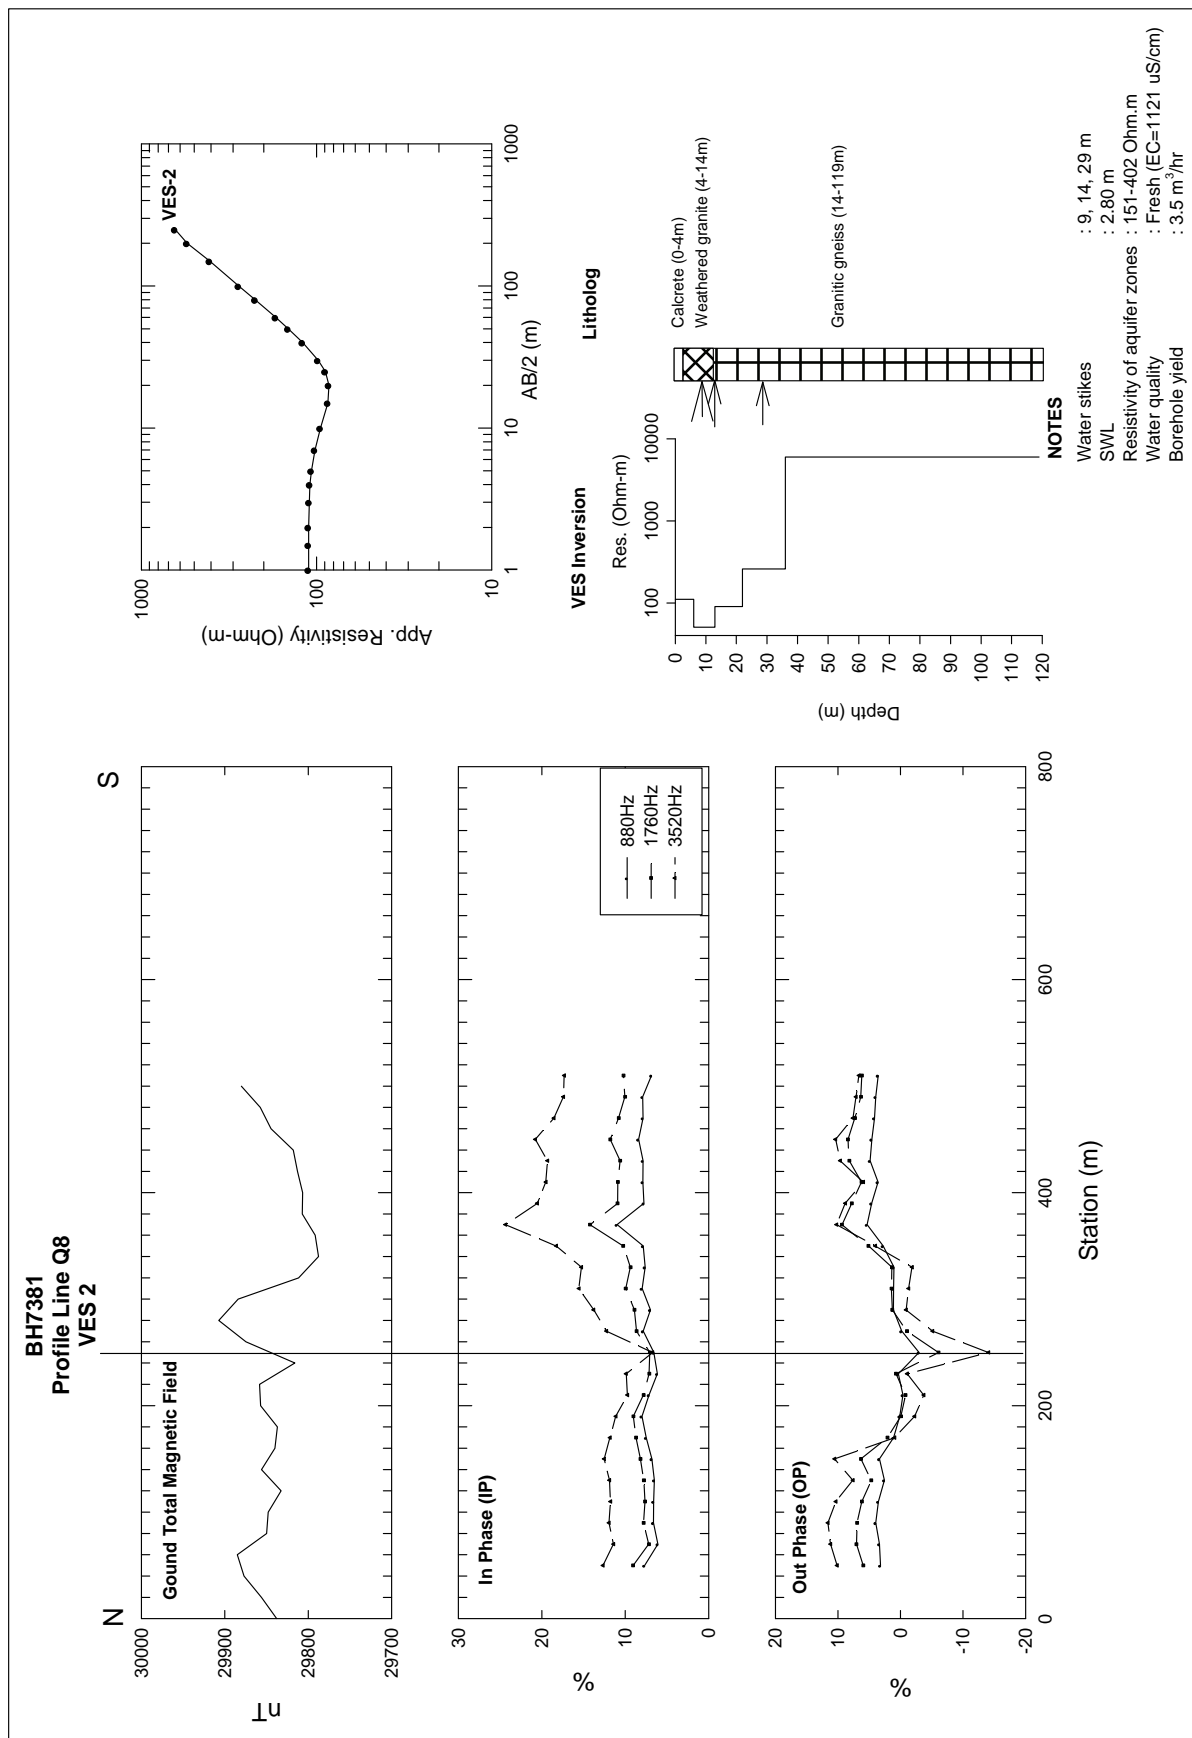 BH7381
Profile Line Q8
VES 2
N
S
Gound Total Magnetic Field
30000
29900
29800
29700
nT
In Phase (IP)
30
20
10
0
%
880Hz
1760Hz
3520Hz
Out Phase (OP)
20
10
0
-10
-20
%
0
200
400
600
800
Station (m)
VES-2
1000
100
10
App. Resistivity (Ohm-m)
1
10
100
1000
AB/2 (m)
VES Inversion
Litholog
Res. (Ohm-m)
100
1000
10000
0
10
20
30
40
50
60
70
80
90
100
110
120
Depth (m)
Calcrete (0-4m)
Weathered granite (4-14m)
Granitic gneiss (14-119m)
NOTES
Water stikes : 9, 14, 29 m
SWL : 2.80 m
Resistivity of aquifer zones : 151-402 Ohm.m
Water quality : Fresh (EC=1121 uS/cm)
Borehole yield : 3.5 m³/hr